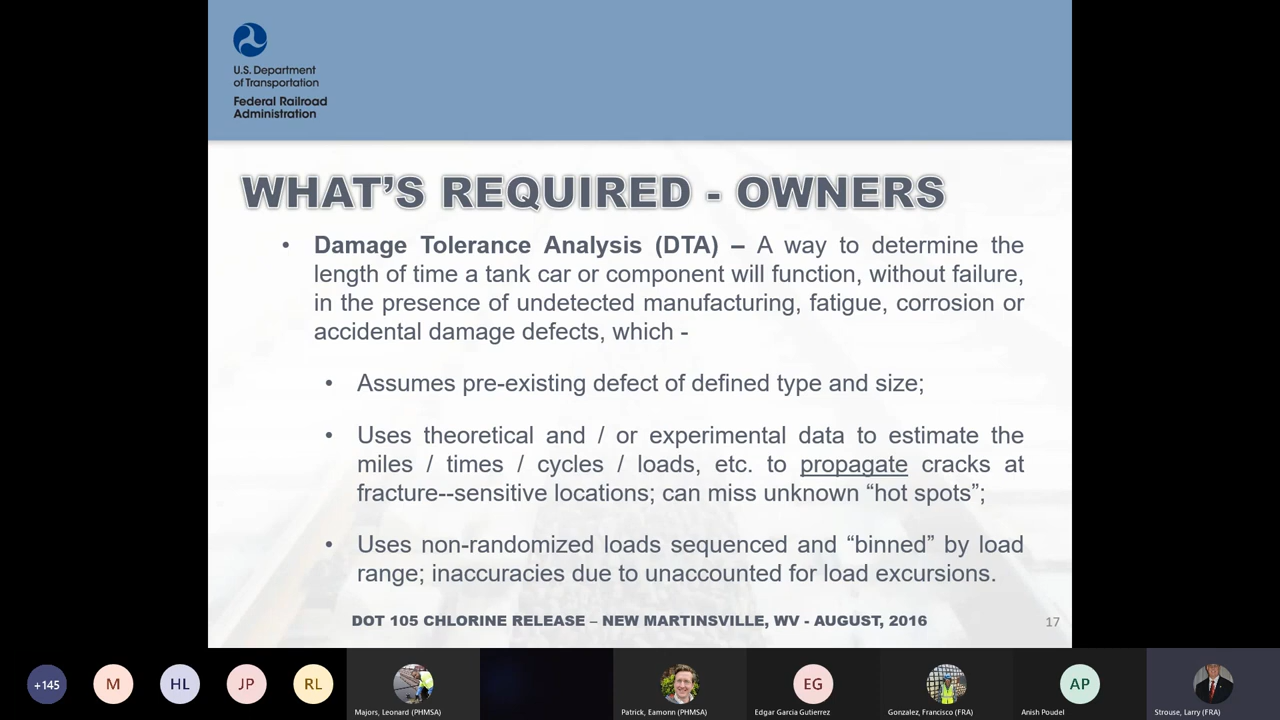 U.S. Department
of Transportation
Federal Railroad
Administration
WHAT'S REQUIRED - OWNERS
• Damage Tolerance Analysis (DTA) – A way to determine the
length of time a tank car or component will function, without failure,
in the presence of undetected manufacturing, fatigue, corrosion or
accidental damage defects, which -
• Assumes pre-existing defect of defined type and size;
• Uses theoretical and / or experimental data to estimate the
miles / times / cycles / loads, etc. to propagate cracks at
fracture--sensitive locations; can miss unknown “hot spots”;
• Uses non-randomized loads sequenced and “binned” by load
range; inaccuracies due to unaccounted for load excursions.
DOT 105 CHLORINE RELEASE – NEW MARTINSVILLE, WV - AUGUST, 2016
17
+145
M
HL
JP
RL
EG
AP
Majors, Leonard (PHMSA)
Patrick, Eamonn (PHMSA)
Edgar Garcia Gutierrez
Gonzalez, Francisco (FRA)
Anish Poudel
Strouse, Larry (FRA)